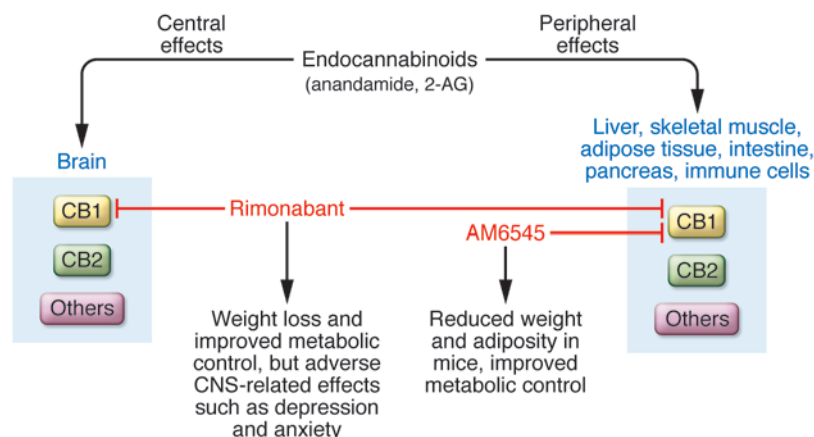 Central
effects
Peripheral
effects
Endocannabinoids
(anandamide, 2-AG)
Brain
Liver, skeletal muscle,
adipose tissue, intestine,
pancreas, immune cells
CB1
Rimonabant
CB1
AM6545
CB2
CB2
Others
Others
Weight loss and
improved metabolic
control, but adverse
CNS-related effects
such as depression
and anxiety
Reduced weight
and adiposity in
mice, improved
metabolic control